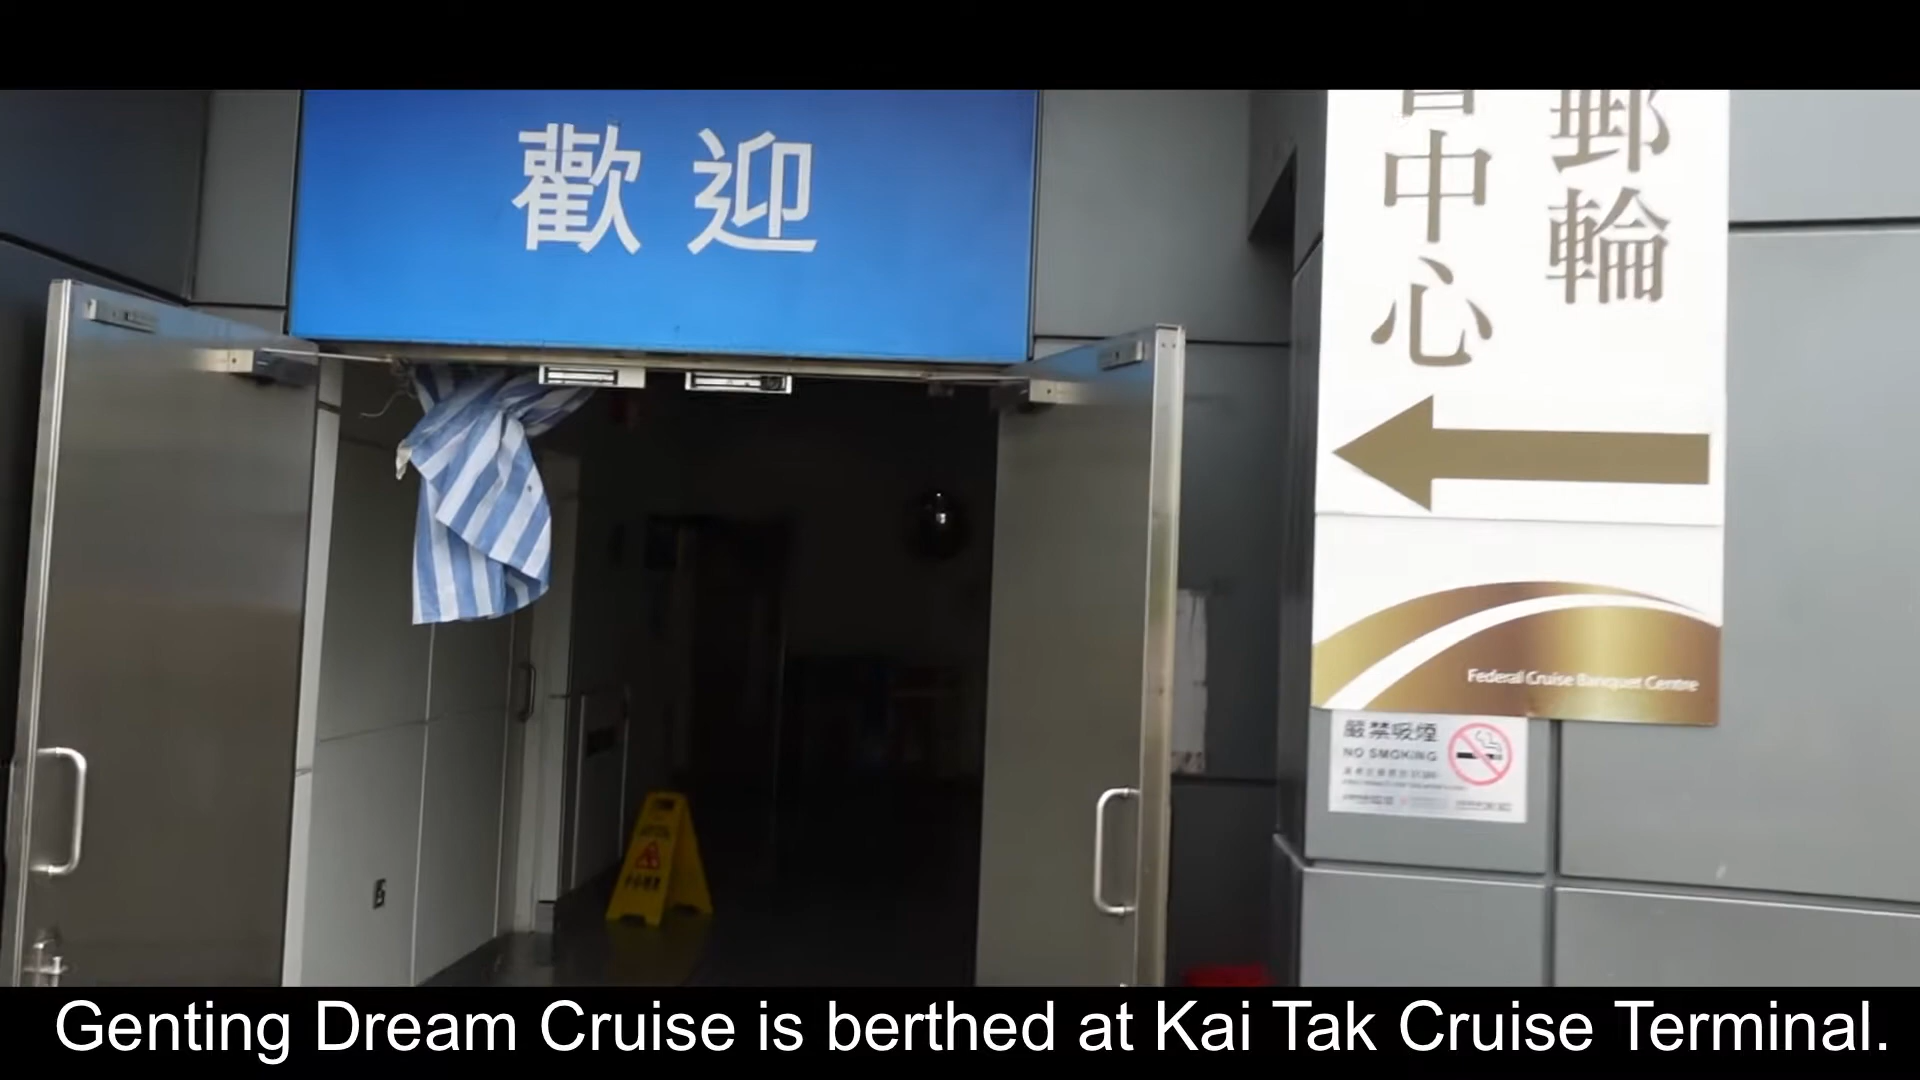 歡迎
郵輪
中心
Federal Cruise Banquet Centre
嚴禁吸煙
NO SMOKING
Genting Dream Cruise is berthed at Kai Tak Cruise Terminal.